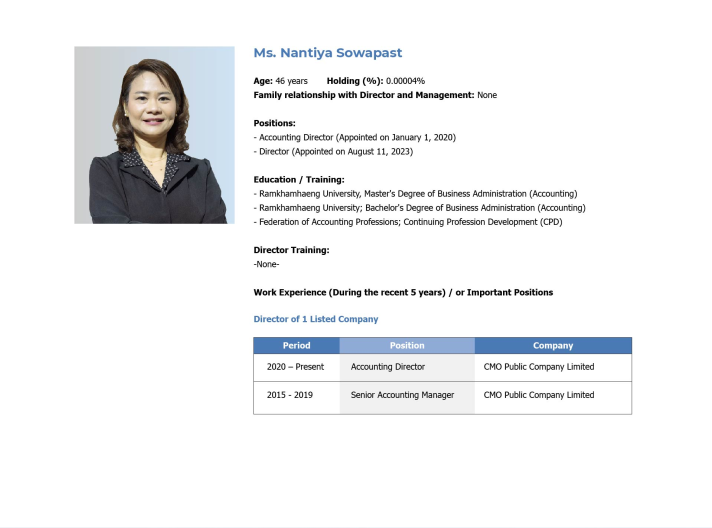 Ms. Nantiya Sowapast
Age: 46 years Holding (%): 0.00004%
Family relationship with Director and Management: None
Positions:
- Accounting Director (Appointed on January 1, 2020)
- Director (Appointed on August 11, 2023)
Education / Training:
- Ramkhamhaeng University, Master's Degree of Business Administration (Accounting)
- Ramkhamhaeng University; Bachelor's Degree of Business Administration (Accounting)
- Federation of Accounting Professions; Continuing Profession Development (CPD)
Director Training:
-None-
Work Experience (During the recent 5 years) / or Important Positions
Director of 1 Listed Company
Period Position Company
2020 – Present Accounting Director CMO Public Company Limited
2015 - 2019 Senior Accounting Manager CMO Public Company Limited